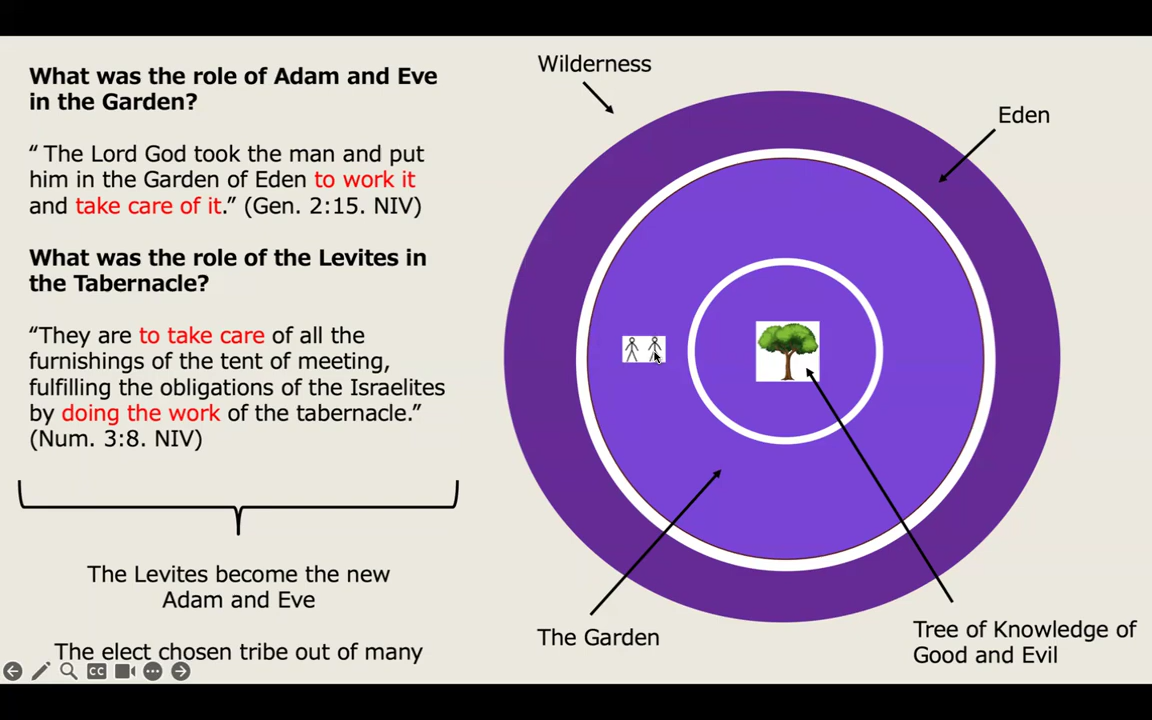 What was the role of Adam and Eve
in the Garden?
“ The Lord God took the man and put
him in the Garden of Eden to work it
and take care of it.” (Gen. 2:15. NIV)
What was the role of the Levites in
the Tabernacle?
“They are to take care of all the
furnishings of the tent of meeting,
fulfilling the obligations of the Israelites
by doing the work of the tabernacle.”
(Num. 3:8. NIV)
The Levites become the new
Adam and Eve
The elect chosen tribe out of many
CC
Wilderness
Eden
The Garden
Tree of Knowledge of
Good and Evil